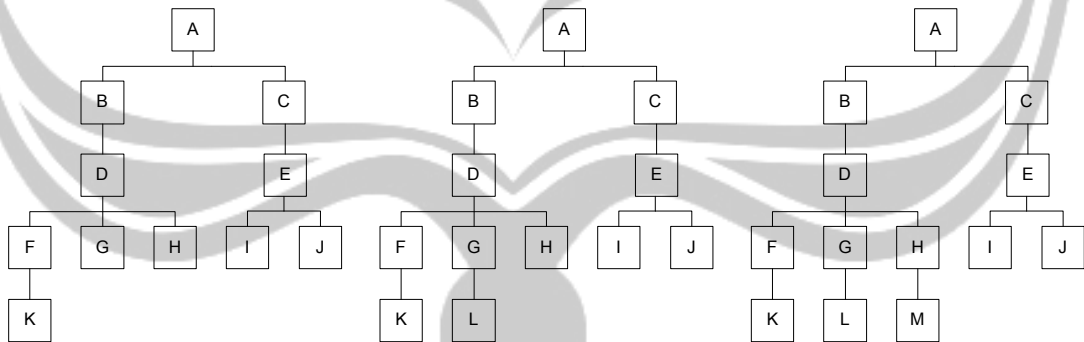 A A A
B C B C B C
D E D E D E
F G H I J F G H I J F G H I J
K K L K L M